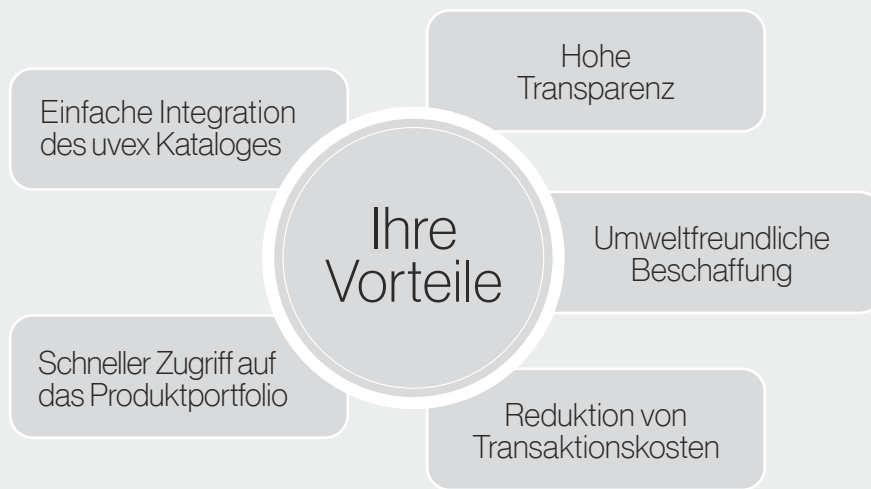 Hohe
Transparenz
Einfache Integration
des uvex Kataloges
Ihre
Vorteile
Umweltfreundliche
Beschaffung
Schneller Zugriff auf
das Produktportfolio
Reduktion von
Transaktionskosten